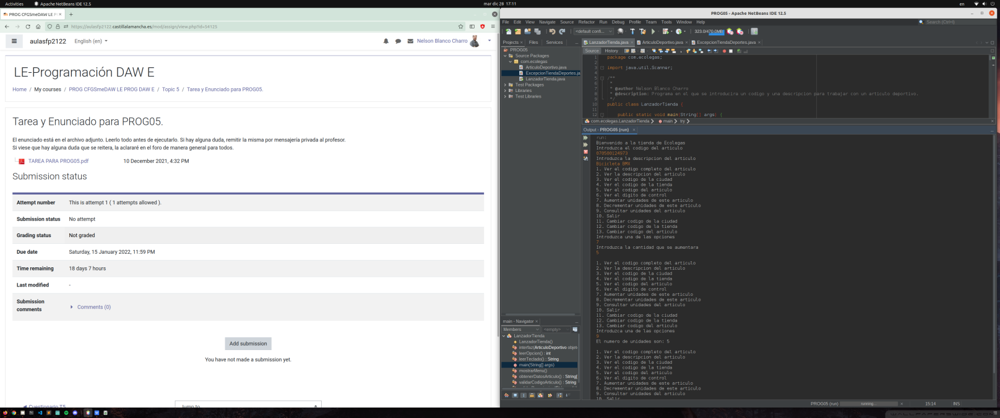 Activities
Apache NetBeans IDE 12.5
mar dic 28 17:11
en
PROG CFGSmeDAW LE P
https://aulasfp2122.castillalamancha.es/mod/assign/view.php?id=54125
aulasfp2122
English (en)
Nelson Blanco Charro
LE-Programación DAW E
Home / My courses / PROG CFGSmeDAW LE PROG DAW E / Topic 5 / Tarea y Enunciado para PROG05.
Tarea y Enunciado para PROG05.
El enunciado está en el archivo adjunto. Leerlo todo antes de ejecutarlo. Si hay alguna duda, remitir la misma por mensajería privada al profesor.
Si viese que hay alguna duda que se reitera, la aclararé en el foro de manera general para todos.
TAREA PARA PROG05.pdf
10 December 2021, 4:32 PM
Submission status
Attempt number
This is attempt 1 ( 1 attempts allowed ).
Submission status
No attempt
Grading status
Not graded
Due date
Saturday, 15 January 2022, 11:59 PM
Time remaining
18 days 7 hours
Last modified
-
Submission comments
Comments (0)
Add submission
You have not made a submission yet.
Cuestionario T5
Jump to...
PROG05 - Apache NetBeans IDE 12.5
File Edit View Navigate Source Refactor Run Debug Profile Team Tools Window Help
Search (Ctrl+I)
<default confi...
323.0/470.0MB
Projects
Files
Services
PROG05
Source Packages
com.ecolegas
ArticuloDeportivo.java
ExcepcionTiendaDeportes.ja
LanzadorTienda.java
Test Packages
Libraries
Test Libraries
LanzadorTienda.java
ArticuloDeportivo.java
ExcepcionTiendaDeportes.java
Source
History
1 package com.ecolegas;
2
3 import java.util.Scanner;
4
5 /**
6 *
7 * @author Nelson Blanco Charro
8 * @description: Programa en el que se introducira un codigo y una descripcion para trabajar con un articulo deportivo.
9 */
10 public class LanzadorTienda {
11
12 public static void main(String[] args) {
com.ecolegas.LanzadorTienda
main
try
Output - PROG05 (run)
run:
Bienvenido a la tienda de Ecolegas
Introduzca el codigo del articulo
070500124973
Introduzca la descripcion del articulo
Bicicleta BMX
1. Ver el codigo completo del articulo
2. Ver la descripcion del articulo
3. Ver el codigo de la ciudad
4. Ver el codigo de la tienda
5. Ver el codigo del articulo
6. Ver el digito de control
7. Aumentar unidades de este articulo
8. Decrementar unidades de este articulo
9. Consultar unidades del articulo
10. Salir
11. Cambiar codigo de la ciudad
12. Cambiar codigo de la tienda
13. Cambiar codigo del articulo
Introduzca una de las opciones
7
Introduzca la cantidad que se aumentara
5
1. Ver el codigo completo del articulo
2. Ver la descripcion del articulo
3. Ver el codigo de la ciudad
4. Ver el codigo de la tienda
5. Ver el codigo del articulo
6. Ver el digito de control
7. Aumentar unidades de este articulo
8. Decrementar unidades de este articulo
9. Consultar unidades del articulo
10. Salir
11. Cambiar codigo de la ciudad
12. Cambiar codigo de la tienda
13. Cambiar codigo del articulo
Introduzca una de las opciones
9
El numero de unidades son: 5
1. Ver el codigo completo del articulo
2. Ver la descripcion del articulo
3. Ver el codigo de la ciudad
4. Ver el codigo de la tienda
5. Ver el codigo del articulo
6. Ver el digito de control
7. Aumentar unidades de este articulo
8. Decrementar unidades de este articulo
9. Consultar unidades del articulo
10. Salir
main - Navigator
Members
<empty>
LanzadorTienda
LanzadorTienda()
interfaz(ArticuloDeportivo objet
leerOpcion() : int
leerTeclado() : String
main(String[] args)
mostrarMenu()
obtenerDatosArticulo() : String[
validarCodigoArticulo() : String
PROG05 (run)
running...
15:14
INS